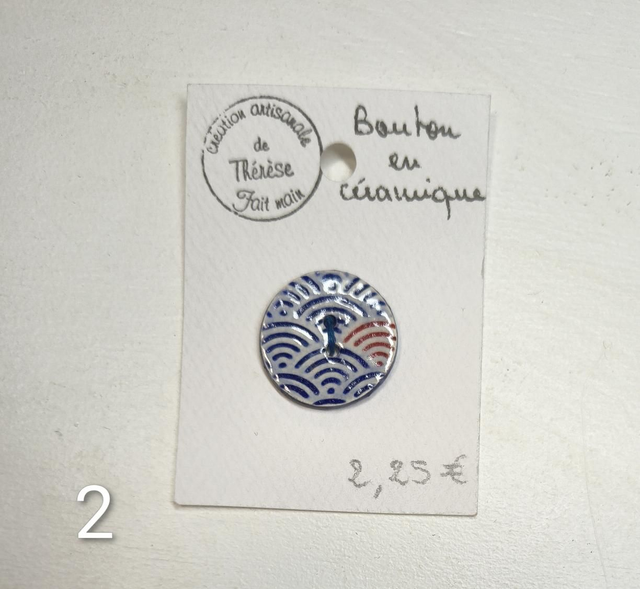 création artisanale
de
Thérèse
Fait main
Bouton
en
céramique
2,25 €
2